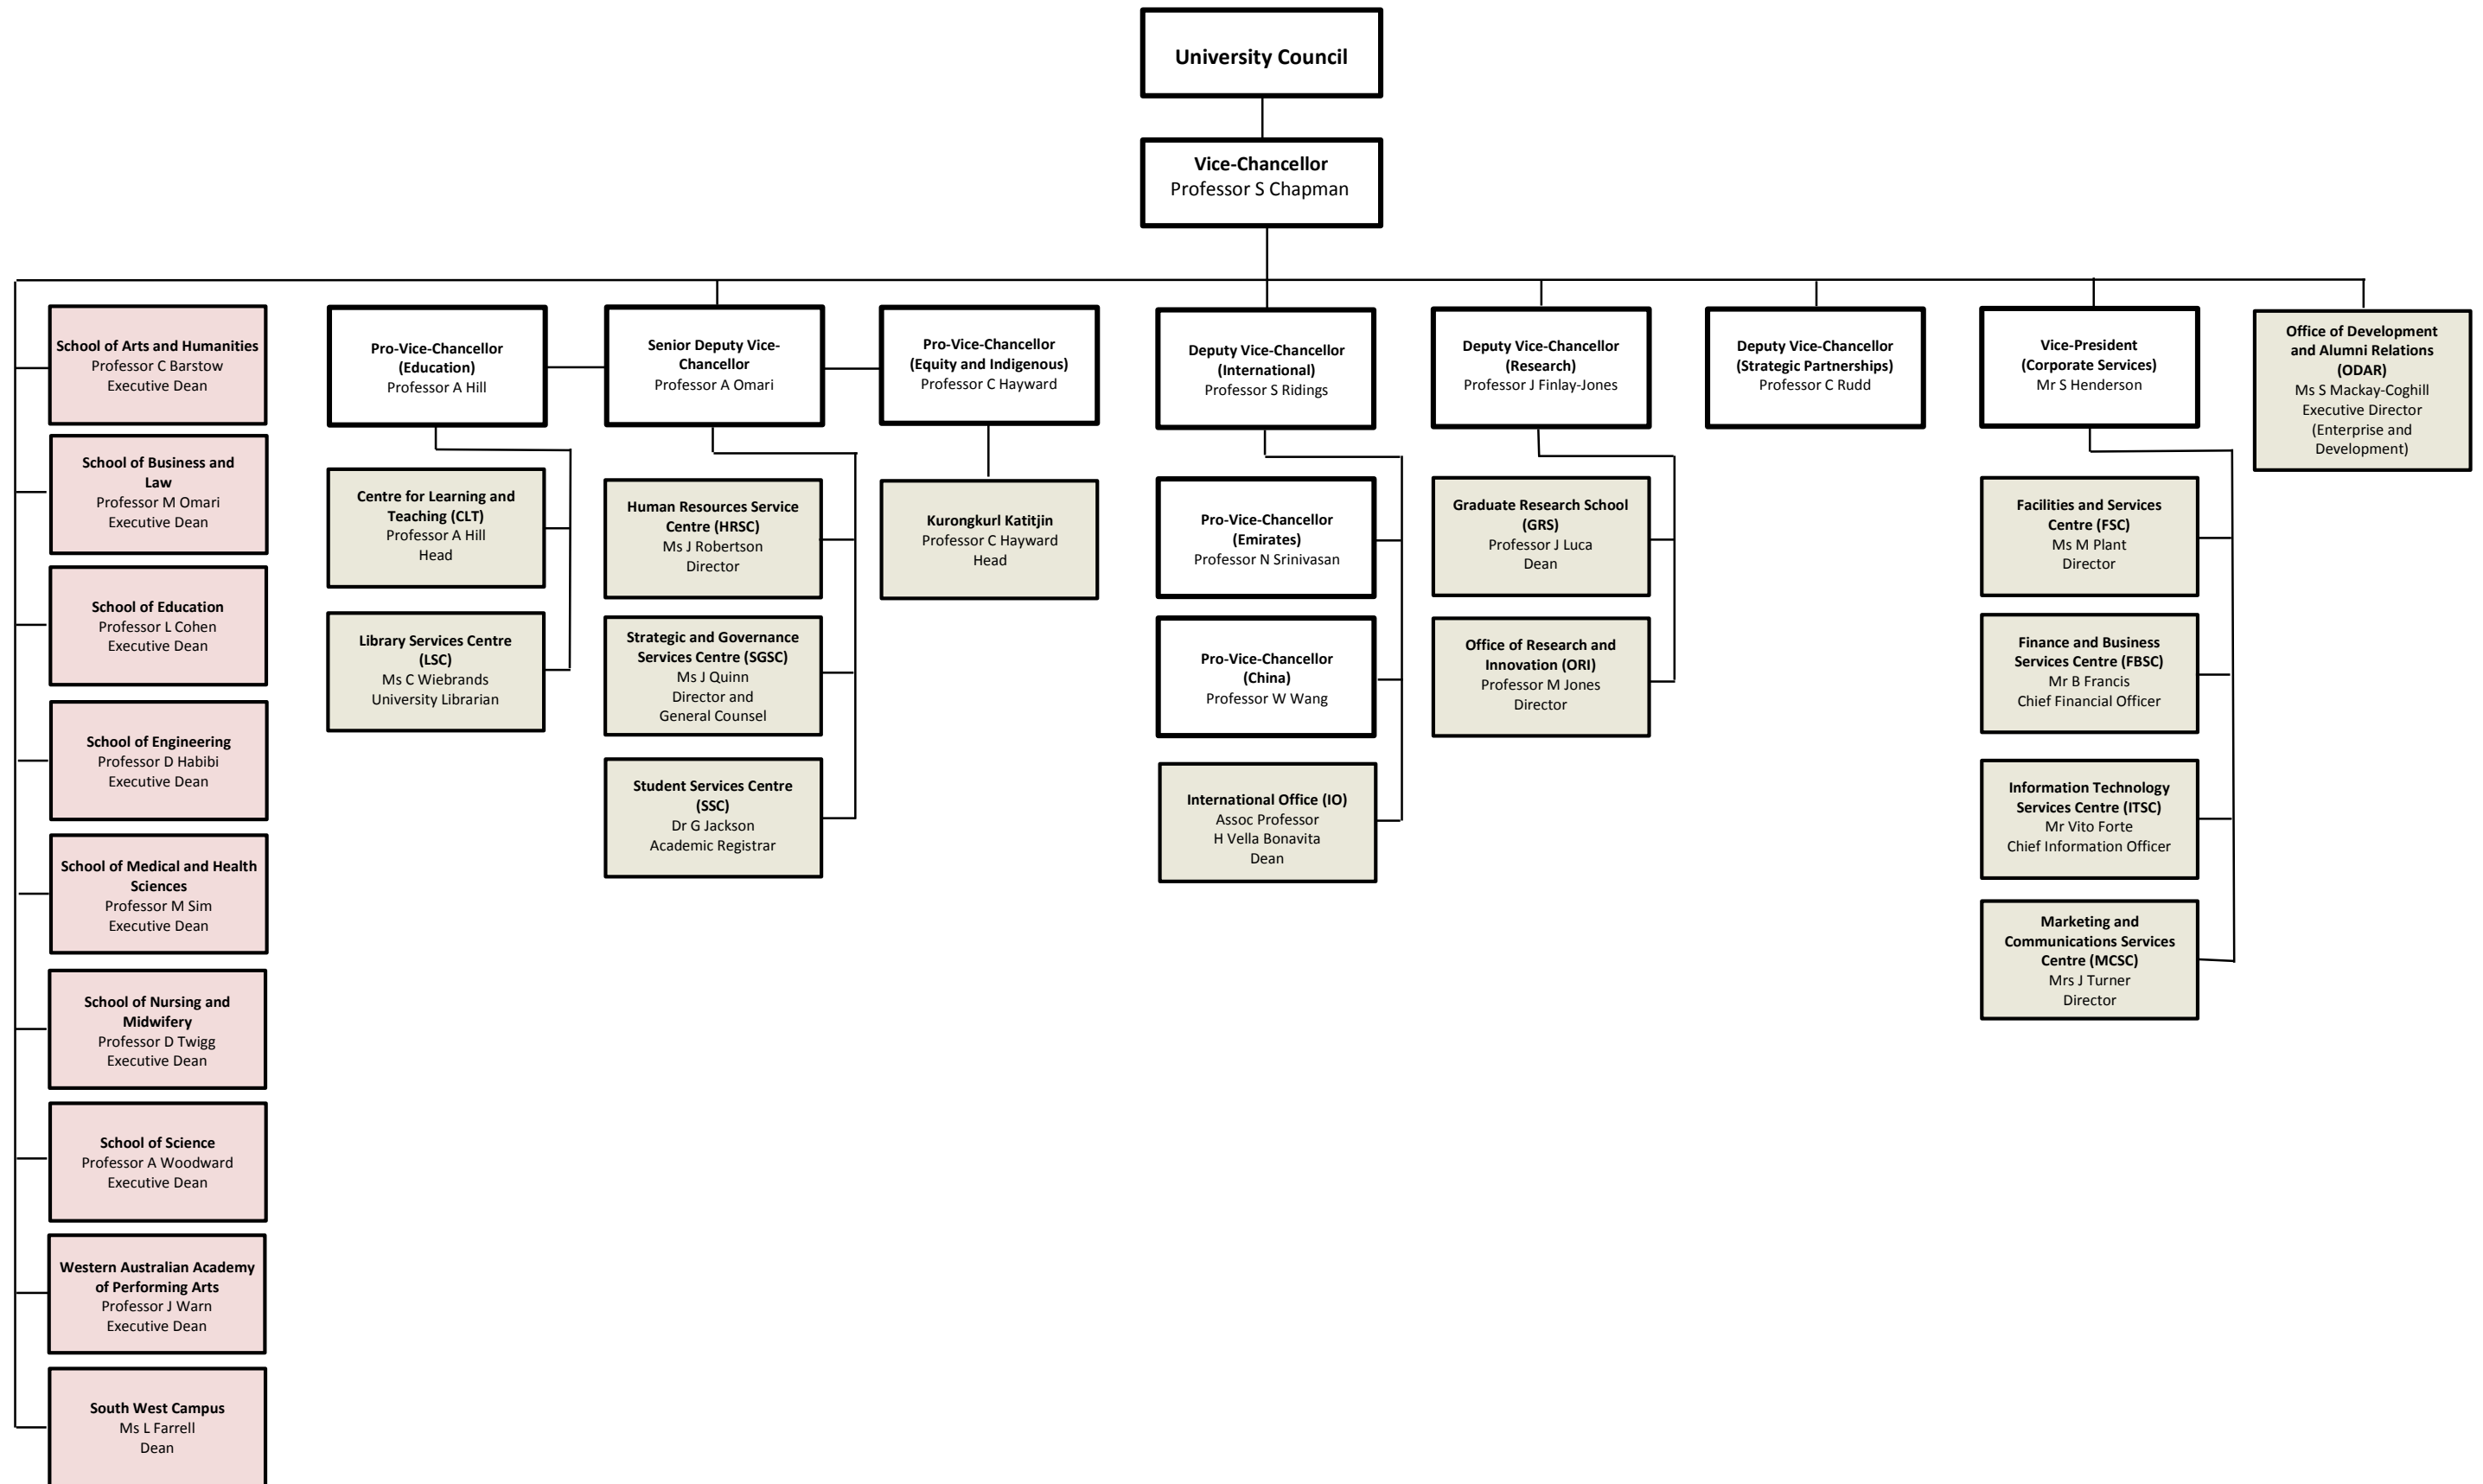 University Council
Vice-Chancellor
Professor S Chapman
School of Arts and Humanities
Professor C Barstow
Executive Dean
School of Business and
Law
Professor M Omari
Executive Dean
School of Education
Professor L Cohen
Executive Dean
School of Engineering
Professor D Habibi
Executive Dean
School of Medical and Health
Sciences
Professor M Sim
Executive Dean
School of Nursing and
Midwifery
Professor D Twigg
Executive Dean
School of Science
Professor A Woodward
Executive Dean
Western Australian Academy
of Performing Arts
Professor J Warn
Executive Dean
South West Campus
Ms L Farrell
Dean
Pro-Vice-Chancellor
(Education)
Professor A Hill
Centre for Learning and
Teaching (CLT)
Professor A Hill
Head
Library Services Centre
(LSC)
Ms C Wiebrands
University Librarian
Senior Deputy Vice-
Chancellor
Professor A Omari
Human Resources Service
Centre (HRSC)
Ms J Robertson
Director
Strategic and Governance
Services Centre (SGSC)
Ms J Quinn
Director and
General Counsel
Student Services Centre
(SSC)
Dr G Jackson
Academic Registrar
Pro-Vice-Chancellor
(Equity and Indigenous)
Professor C Hayward
Kurongkurl Katitjin
Professor C Hayward
Head
Deputy Vice-Chancellor
(International)
Professor S Ridings
Pro-Vice-Chancellor
(Emirates)
Professor N Srinivasan
Pro-Vice-Chancellor
(China)
Professor W Wang
International Office (IO)
Assoc Professor
H Vella Bonavita
Dean
Deputy Vice-Chancellor
(Research)
Professor J Finlay-Jones
Graduate Research School
(GRS)
Professor J Luca
Dean
Office of Research and
Innovation (ORI)
Professor M Jones
Director
Deputy Vice-Chancellor
(Strategic Partnerships)
Professor C Rudd
Vice-President
(Corporate Services)
Mr S Henderson
Facilities and Services
Centre (FSC)
Ms M Plant
Director
Finance and Business
Services Centre (FBSC)
Mr B Francis
Chief Financial Officer
Information Technology
Services Centre (ITSC)
Mr Vito Forte
Chief Information Officer
Marketing and
Communications Services
Centre (MCSC)
Mrs J Turner
Director
Office of Development
and Alumni Relations
(ODAR)
Ms S Mackay-Coghill
Executive Director
(Enterprise and
Development)